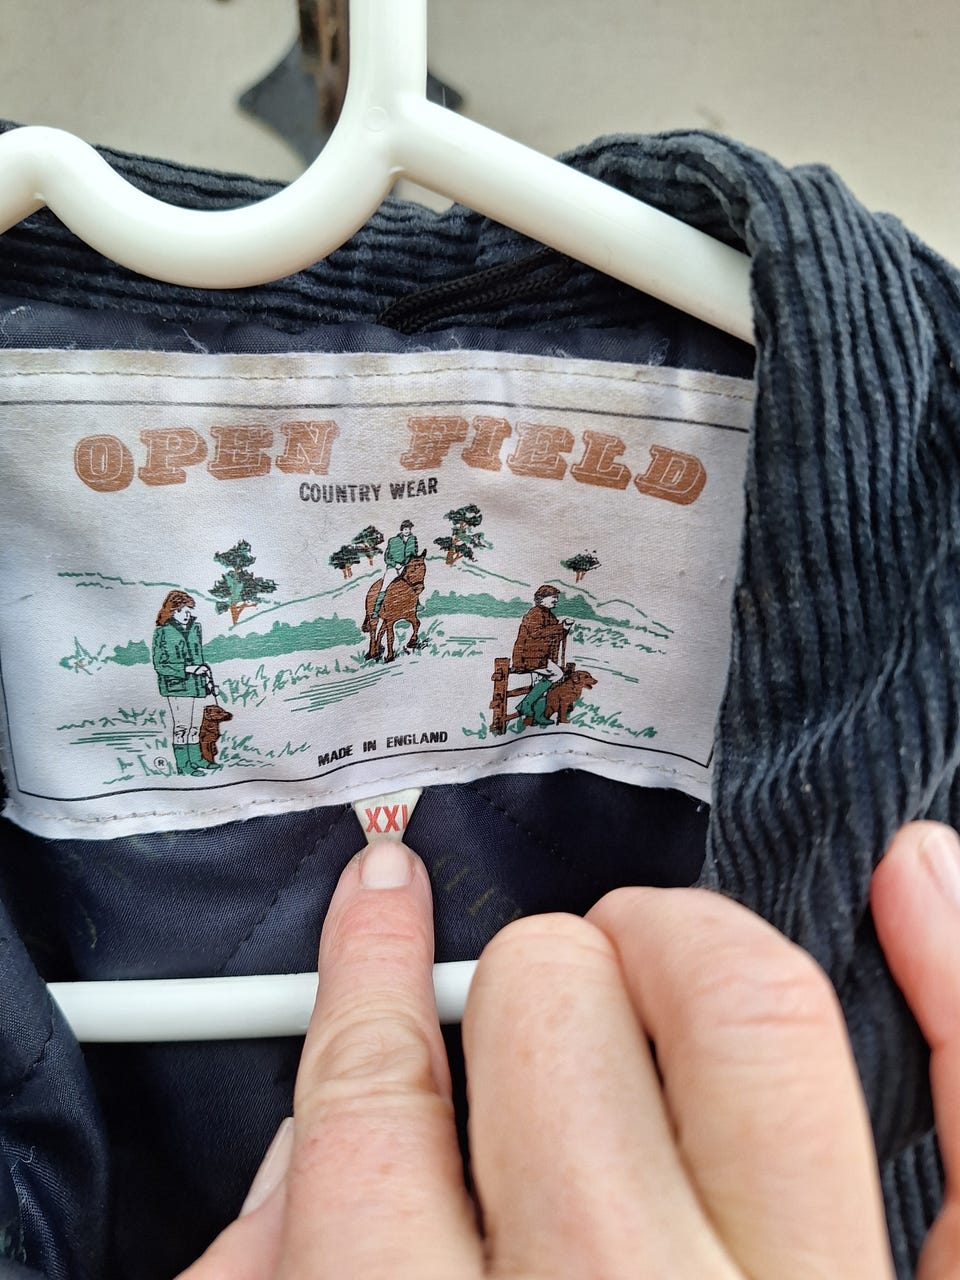 OPEN FIELD
COUNTRY WEAR
®
MADE IN ENGLAND
XXL